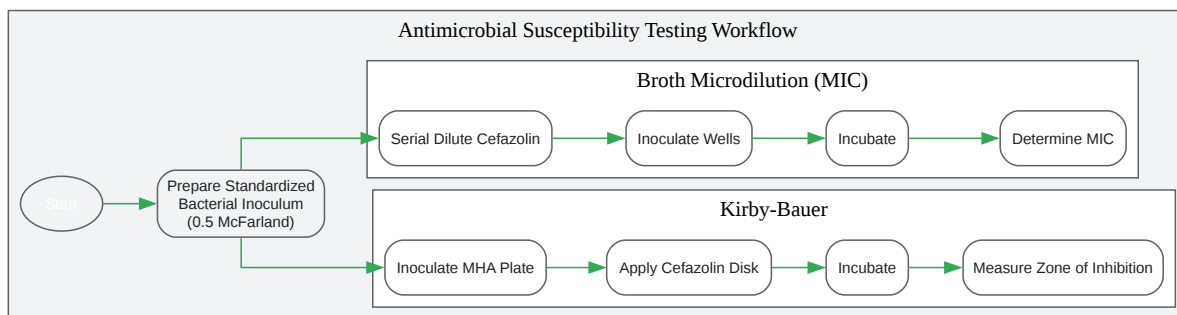 Antimicrobial Susceptibility Testing Workflow
Broth Microdilution (MIC)
Serial Dilute Cefazolin
Inoculate Wells
Incubate
Determine MIC
Start
Prepare Standardized
Bacterial Inoculum
(0.5 McFarland)
Kirby-Bauer
Inoculate MHA Plate
Apply Cefazolin Disk
Incubate
Measure Zone of Inhibition